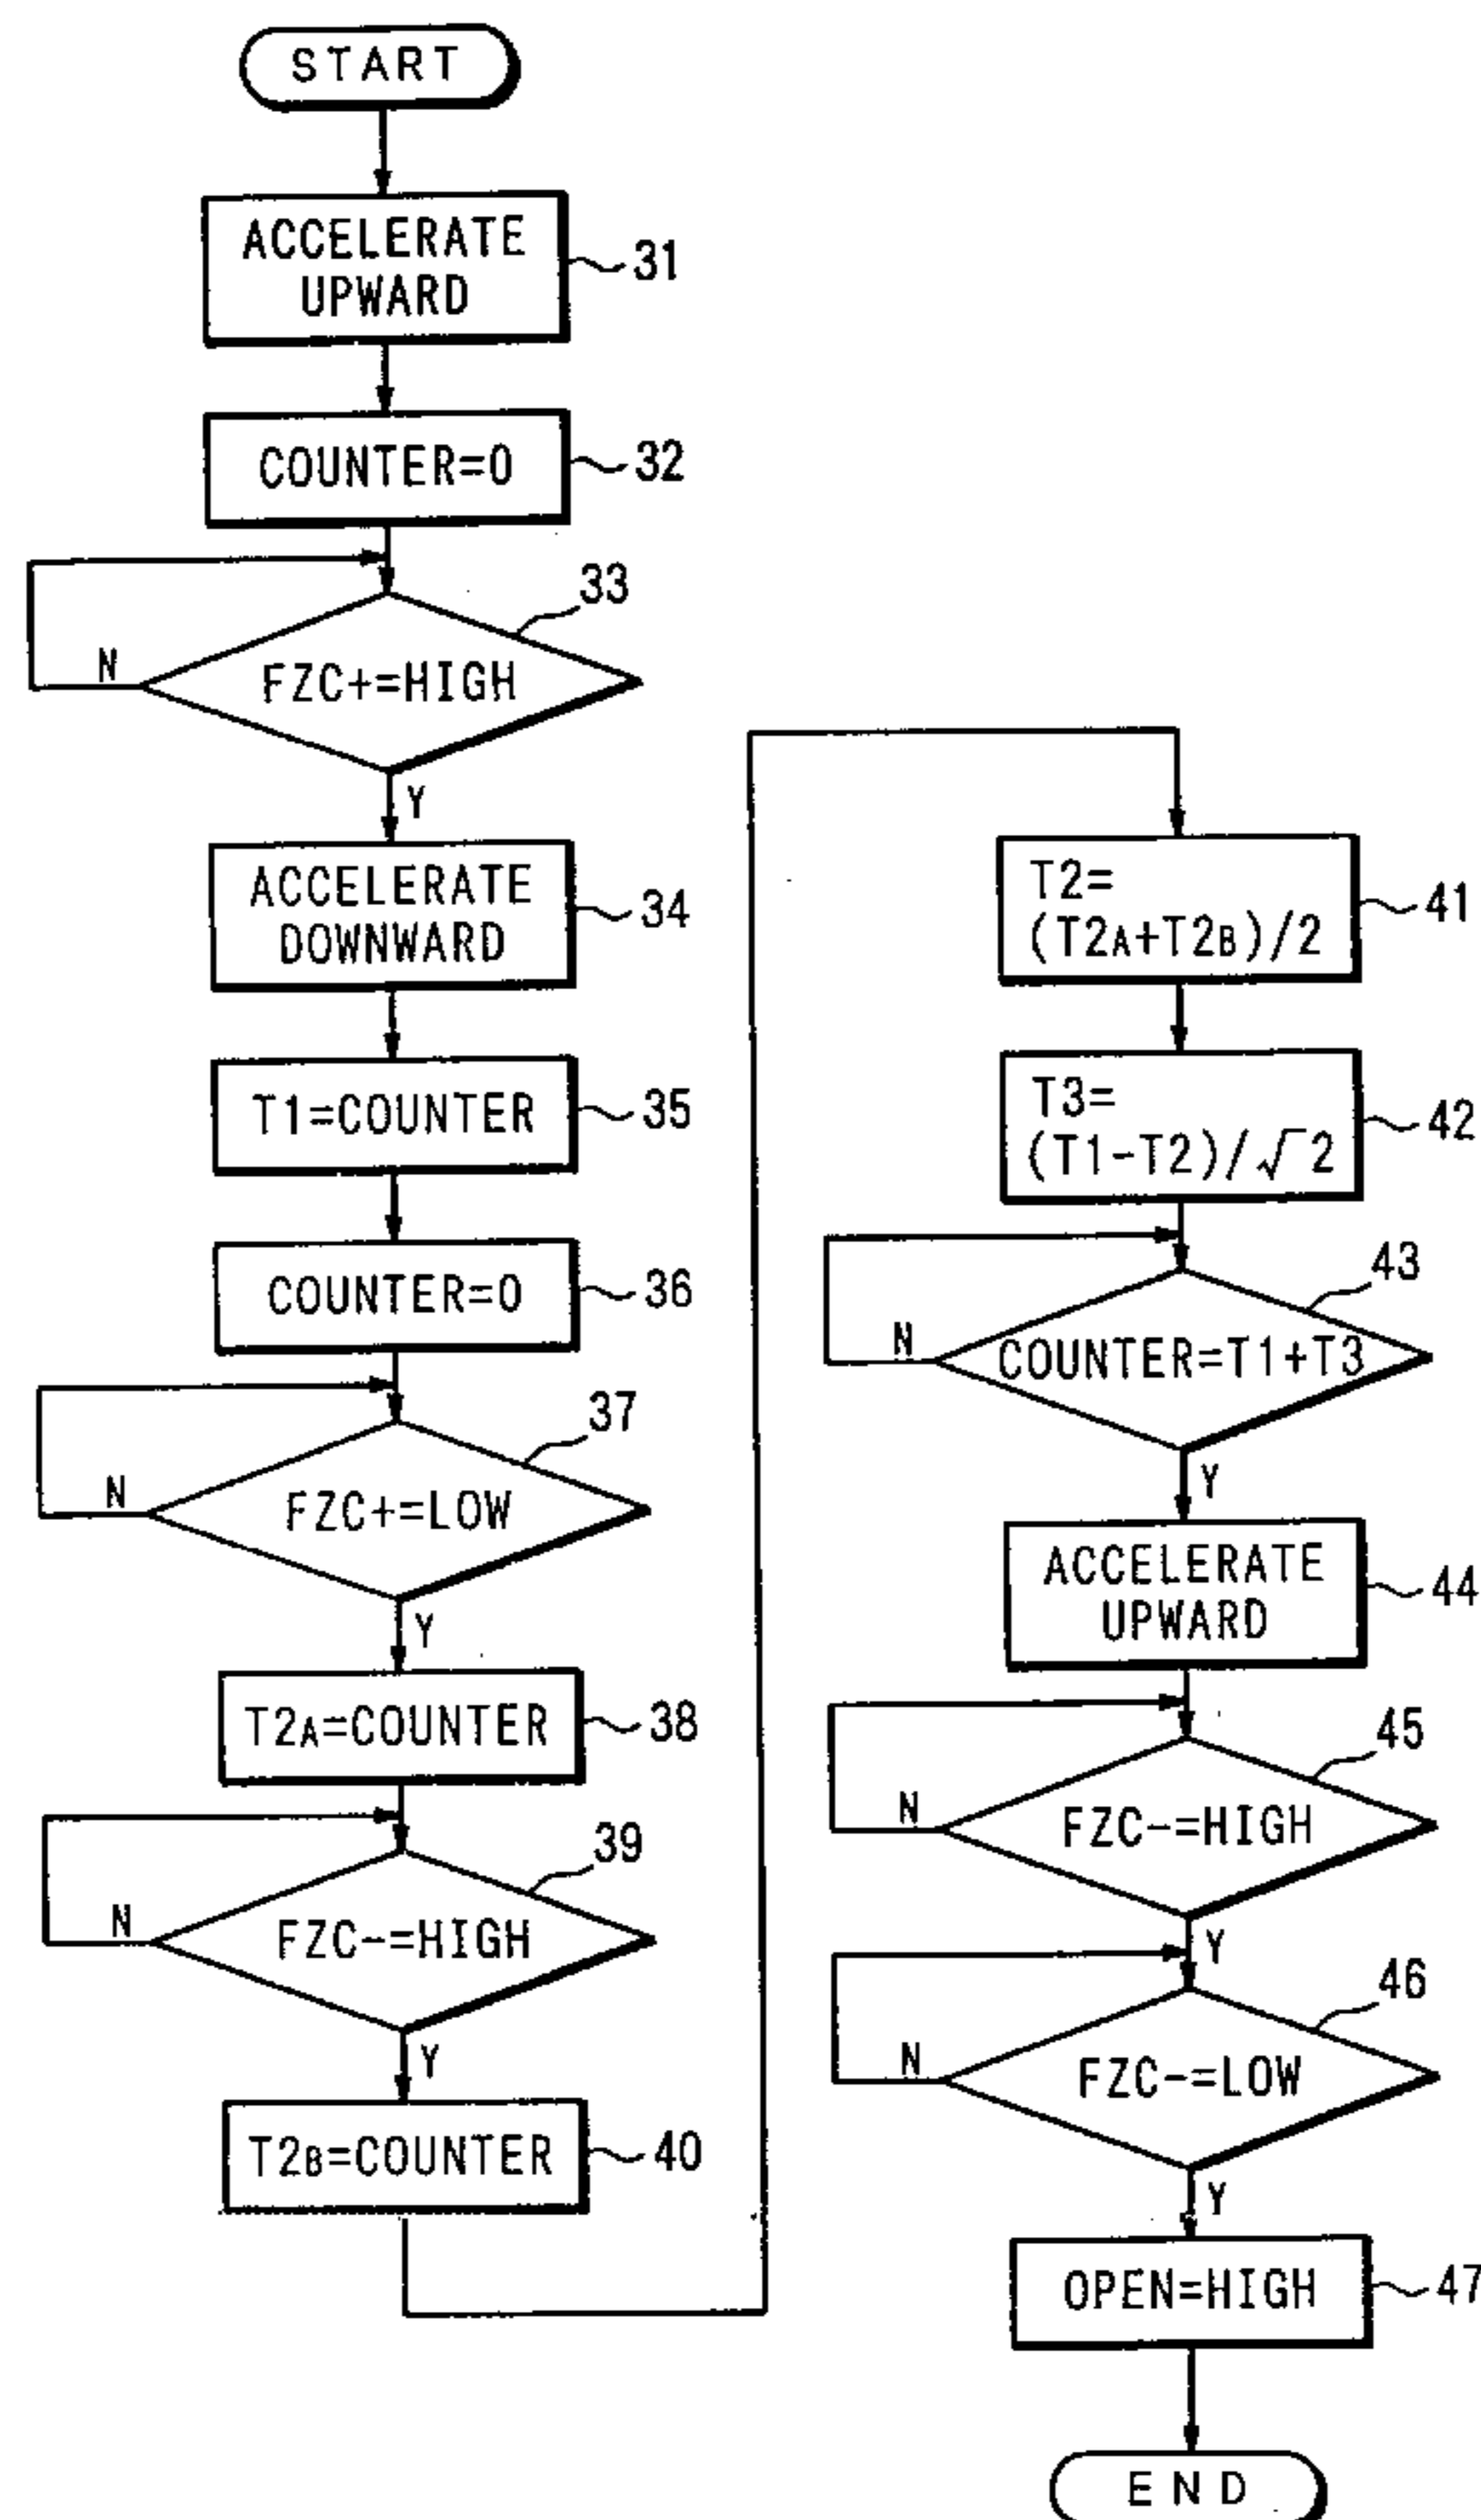 START
ACCELERATE
UPWARD
31
COUNTER=0
32
33
FZC+=HIGH
N
Y
ACCELERATE
DOWNWARD
34
T1=COUNTER
35
COUNTER=0
36
37
FZC+=LOW
N
Y
T2A=COUNTER
38
39
FZC-=HIGH
N
Y
T2B=COUNTER
40
T2=
(T2A+T2B)/2
41
T3=
(T1-T2)/√2
42
43
COUNTER=T1+T3
N
Y
ACCELERATE
UPWARD
44
45
FZC-=HIGH
N
Y
46
FZC-=LOW
N
Y
OPEN=HIGH
47
END